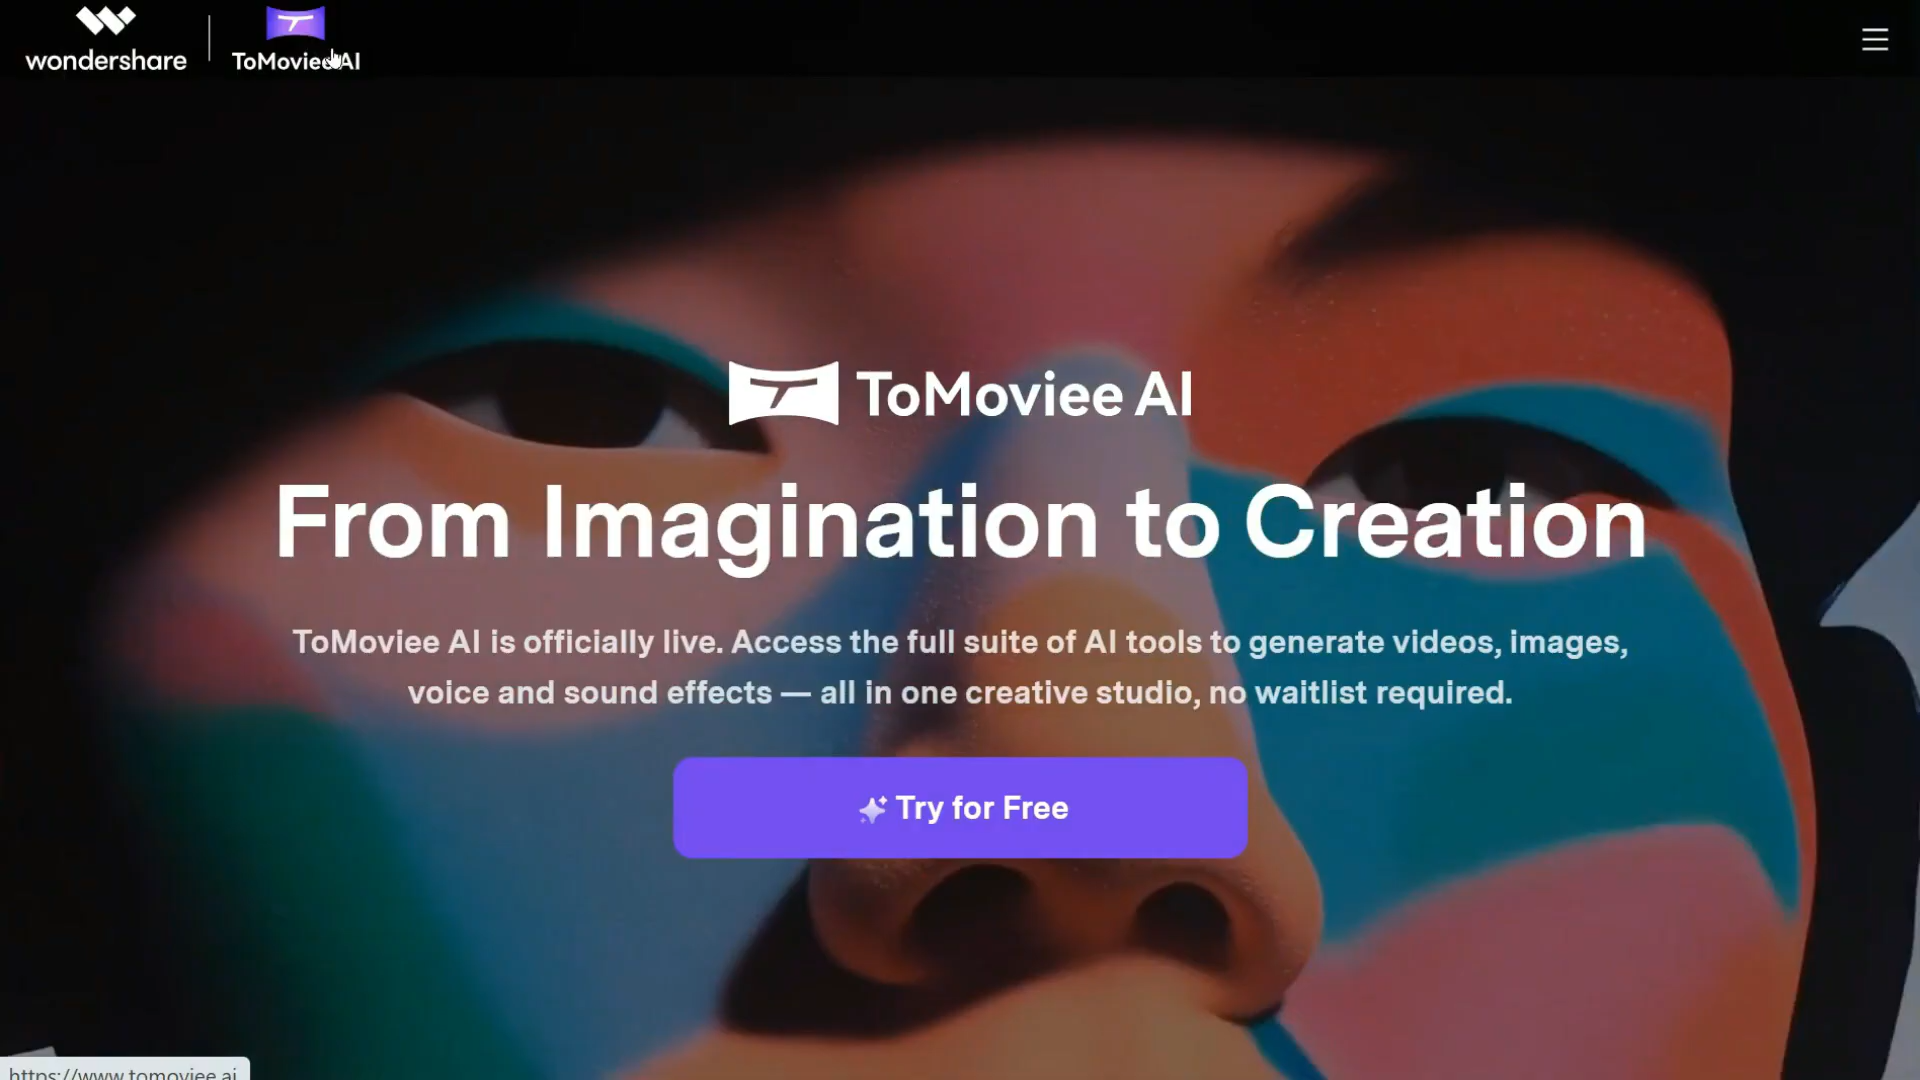 wondershare
ToMoviee AI
ToMoviee AI
From Imagination to Creation
ToMoviee AI is officially live. Access the full suite of AI tools to generate videos, images,
voice and sound effects — all in one creative studio, no waitlist required.
Try for Free
https://www.tomoviee.ai